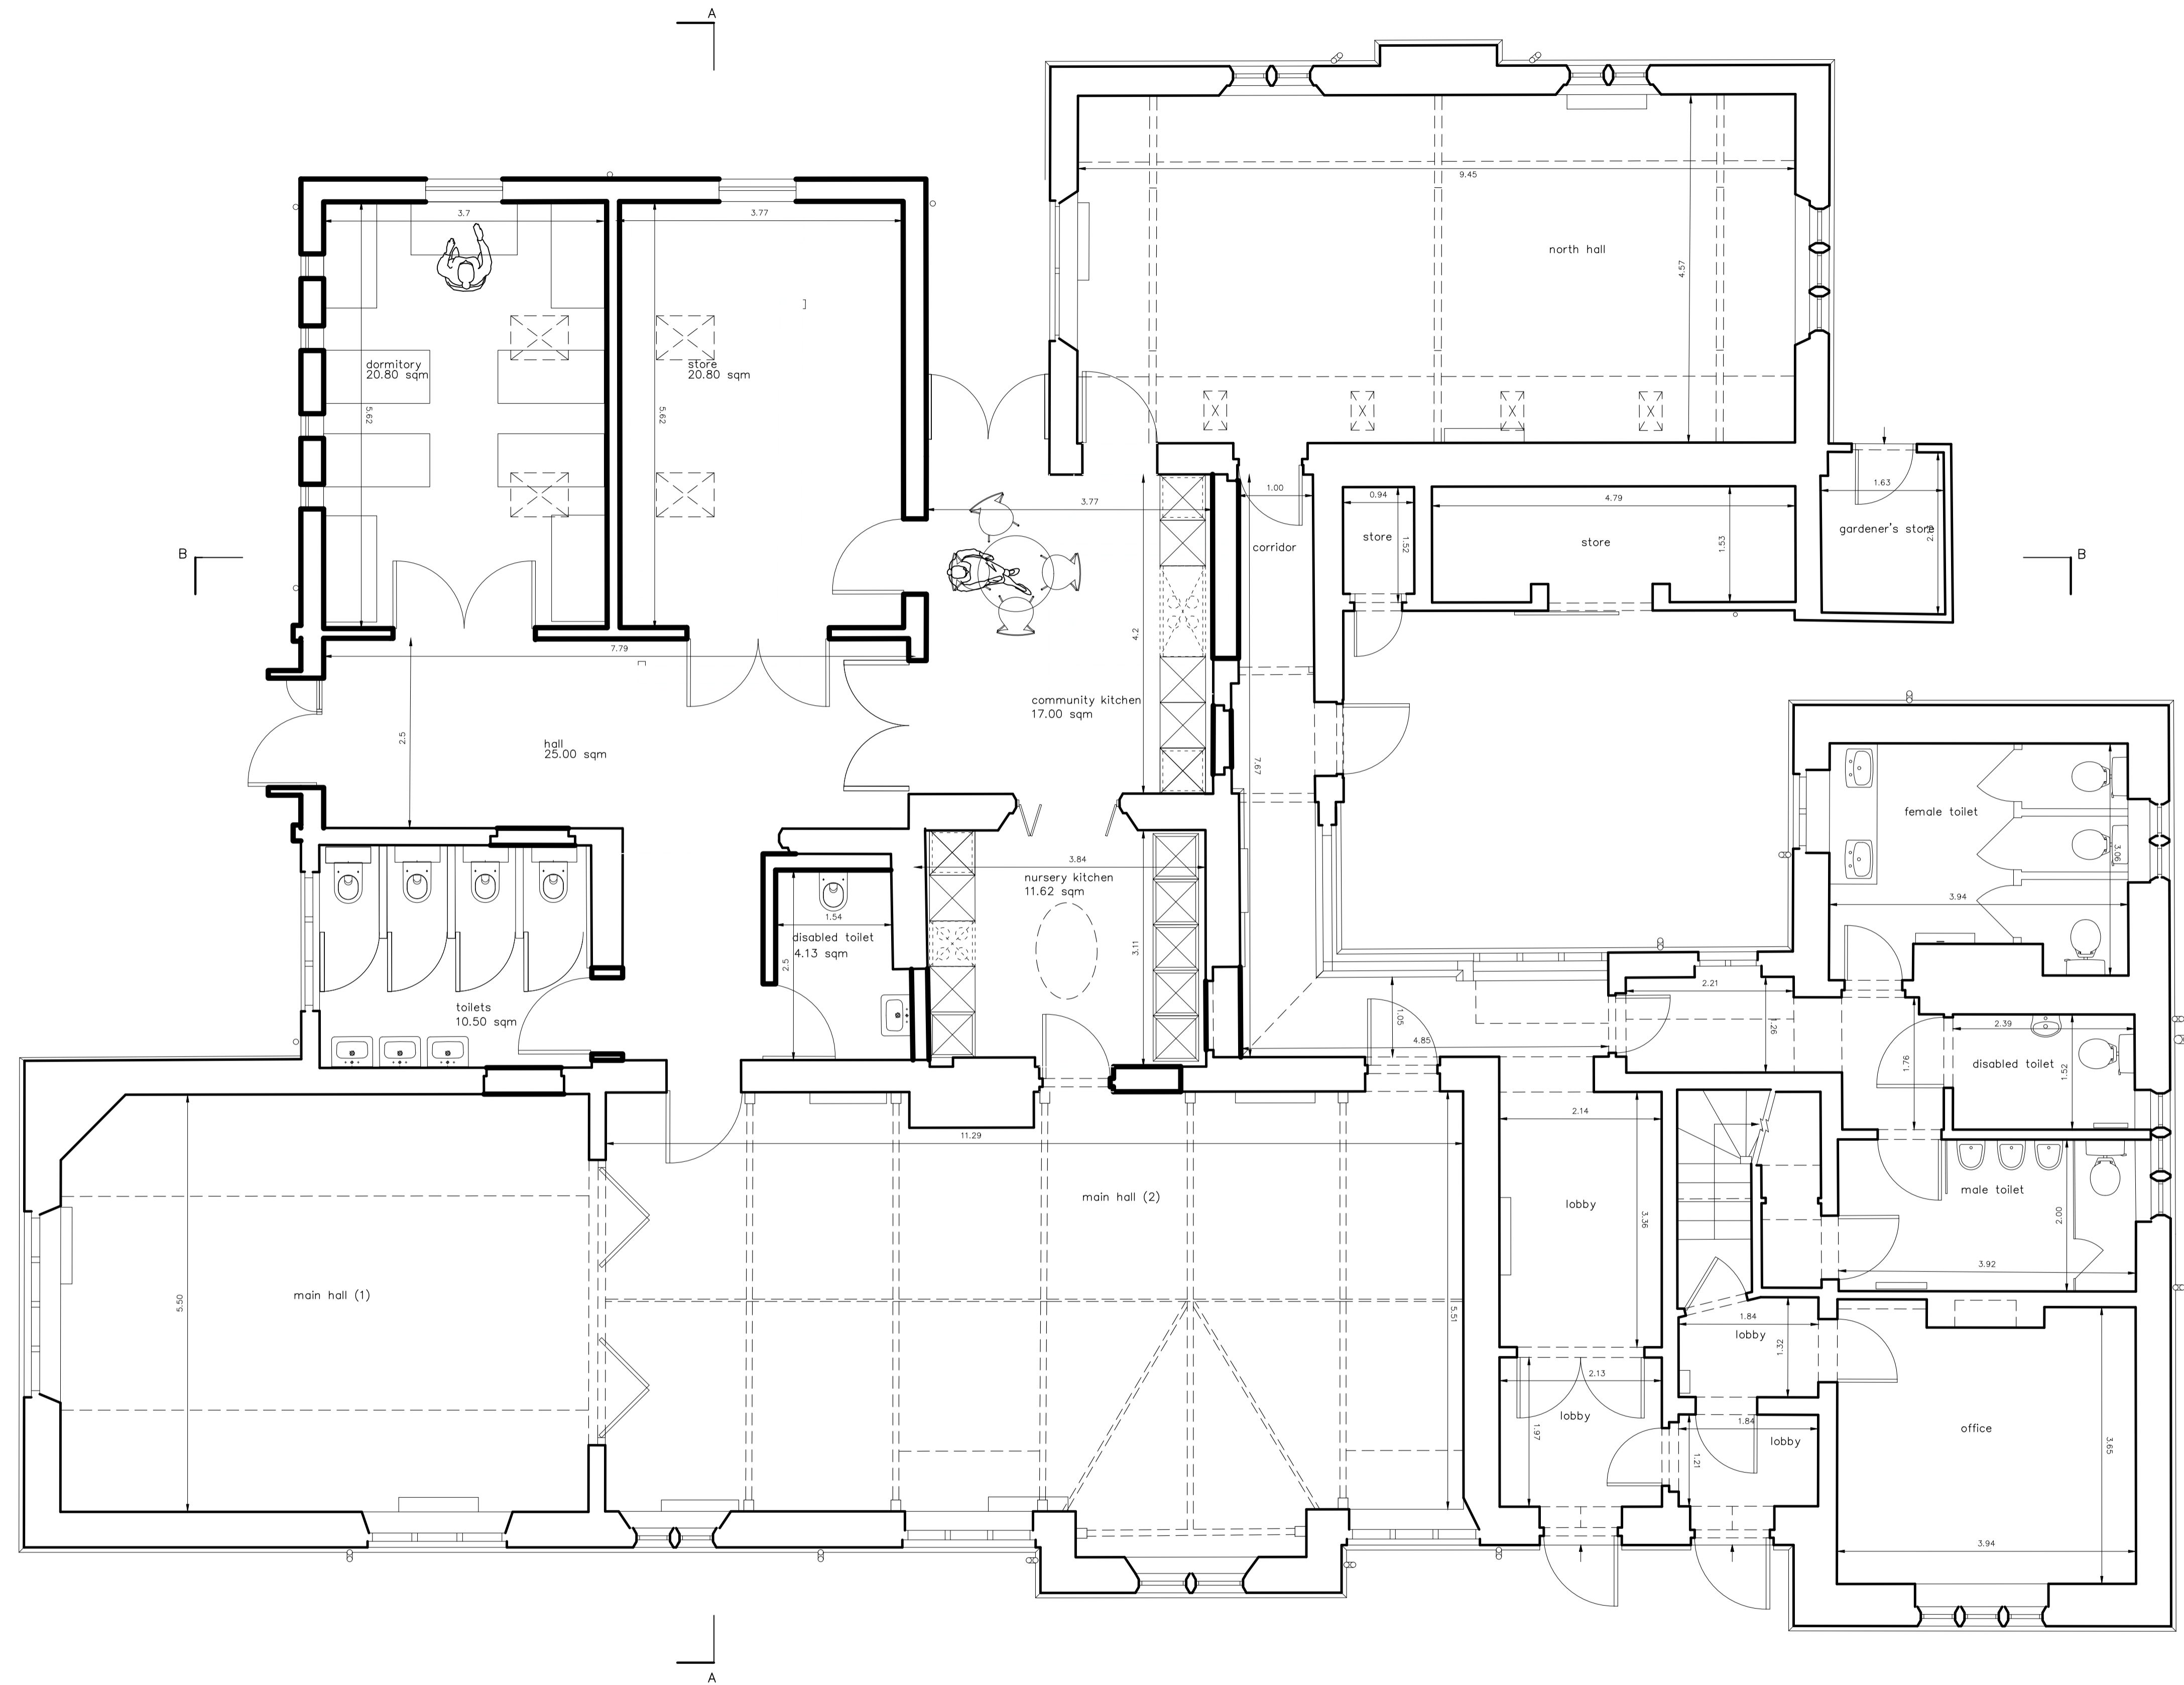 A
9.45
north hall
4.57
3.7
3.77
dormitory
20.80 sqm
store
20.80 sqm
5.62
5.62
3.77
1.00
0.94
4.79
1.63
corridor
store
1.52
store
1.53
gardener's store
B
B
7.79
4.2
2.5
hall
25.00 sqm
community kitchen
17.00 sqm
7.67
female toilet
3.06
3.94
3.84
nursery kitchen
11.62 sqm
3.11
1.54
disabled toilet
4.13 sqm
2.5
toilets
10.50 sqm
2.21
1.26
1.05
4.85
2.39
disabled toilet
1.52
1.76
2.14
11.29
main hall (2)
lobby
3.36
male toilet
2.00
3.92
main hall (1)
5.50
5.51
1.84
lobby
1.32
2.13
lobby
1.97
1.84
lobby
1.21
office
3.65
3.94
A